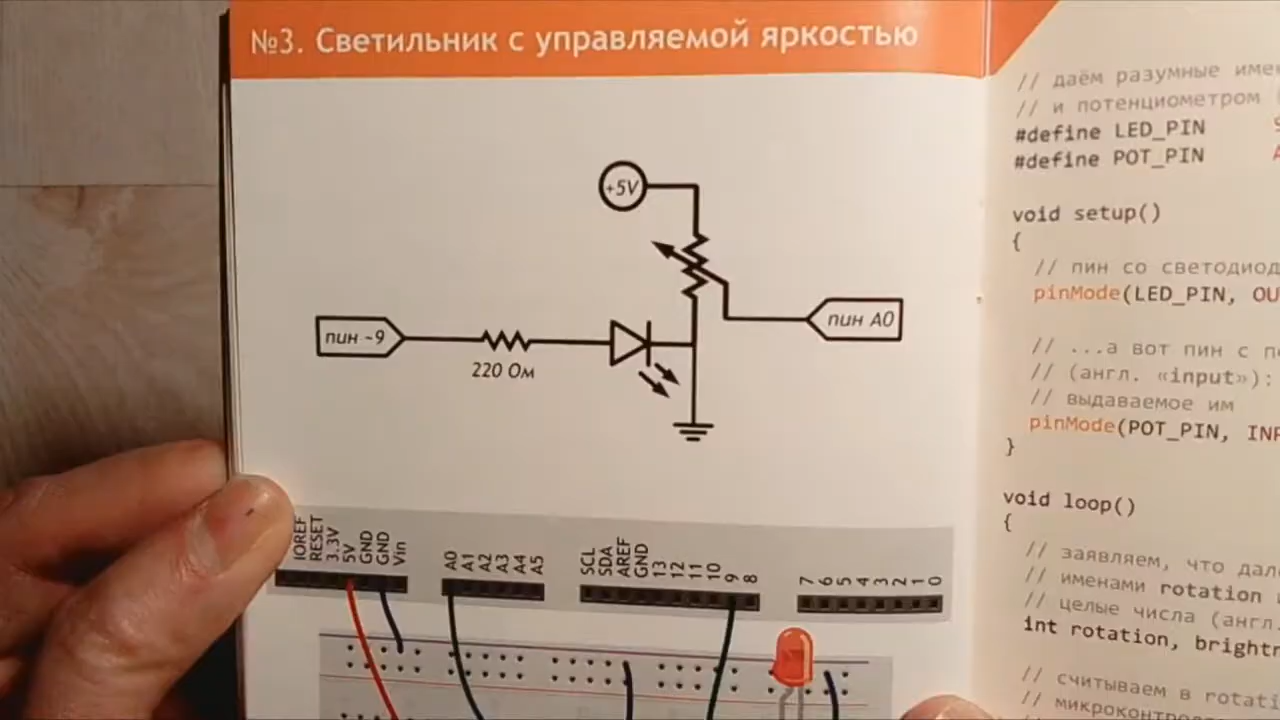 №3. Светильник с управляемой яркостью
+5V
пин ~9
220 Ом
пин A0
IOREF
RESET
3.3V
5V
GND
GND
Vin
A0
A1
A2
A3
A4
A5
SCL
SDA
AREF
GND
13
12
11
10
9
8
7
6
5
4
3
2
1
0
// даём разумные
// и потенциометром
#define LED_PIN
#define POT_PIN
void setup()
{
// пин со
pinMode(LED_PIN,
// ...а вот пин с
// (англ. «input»):
// выдаваемое им
pinMode(POT_PIN,
}
void loop()
{
// заявляем, что
// именами rotation
// целые числа (англ.
int rotation,
// считываем в
//